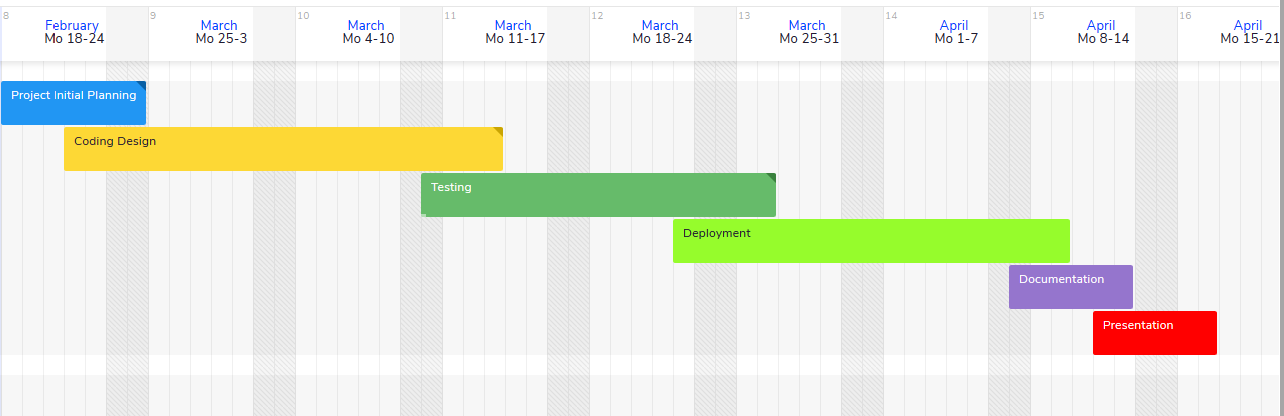 8 9 10 11 12 13 14 15 16
February March March March March March April April April
Mo 18-24 Mo 25-3 Mo 4-10 Mo 11-17 Mo 18-24 Mo 25-31 Mo 1-7 Mo 8-14 Mo 15-21
Project Initial Planning
Coding Design
Testing
Deployment
Documentation
Presentation